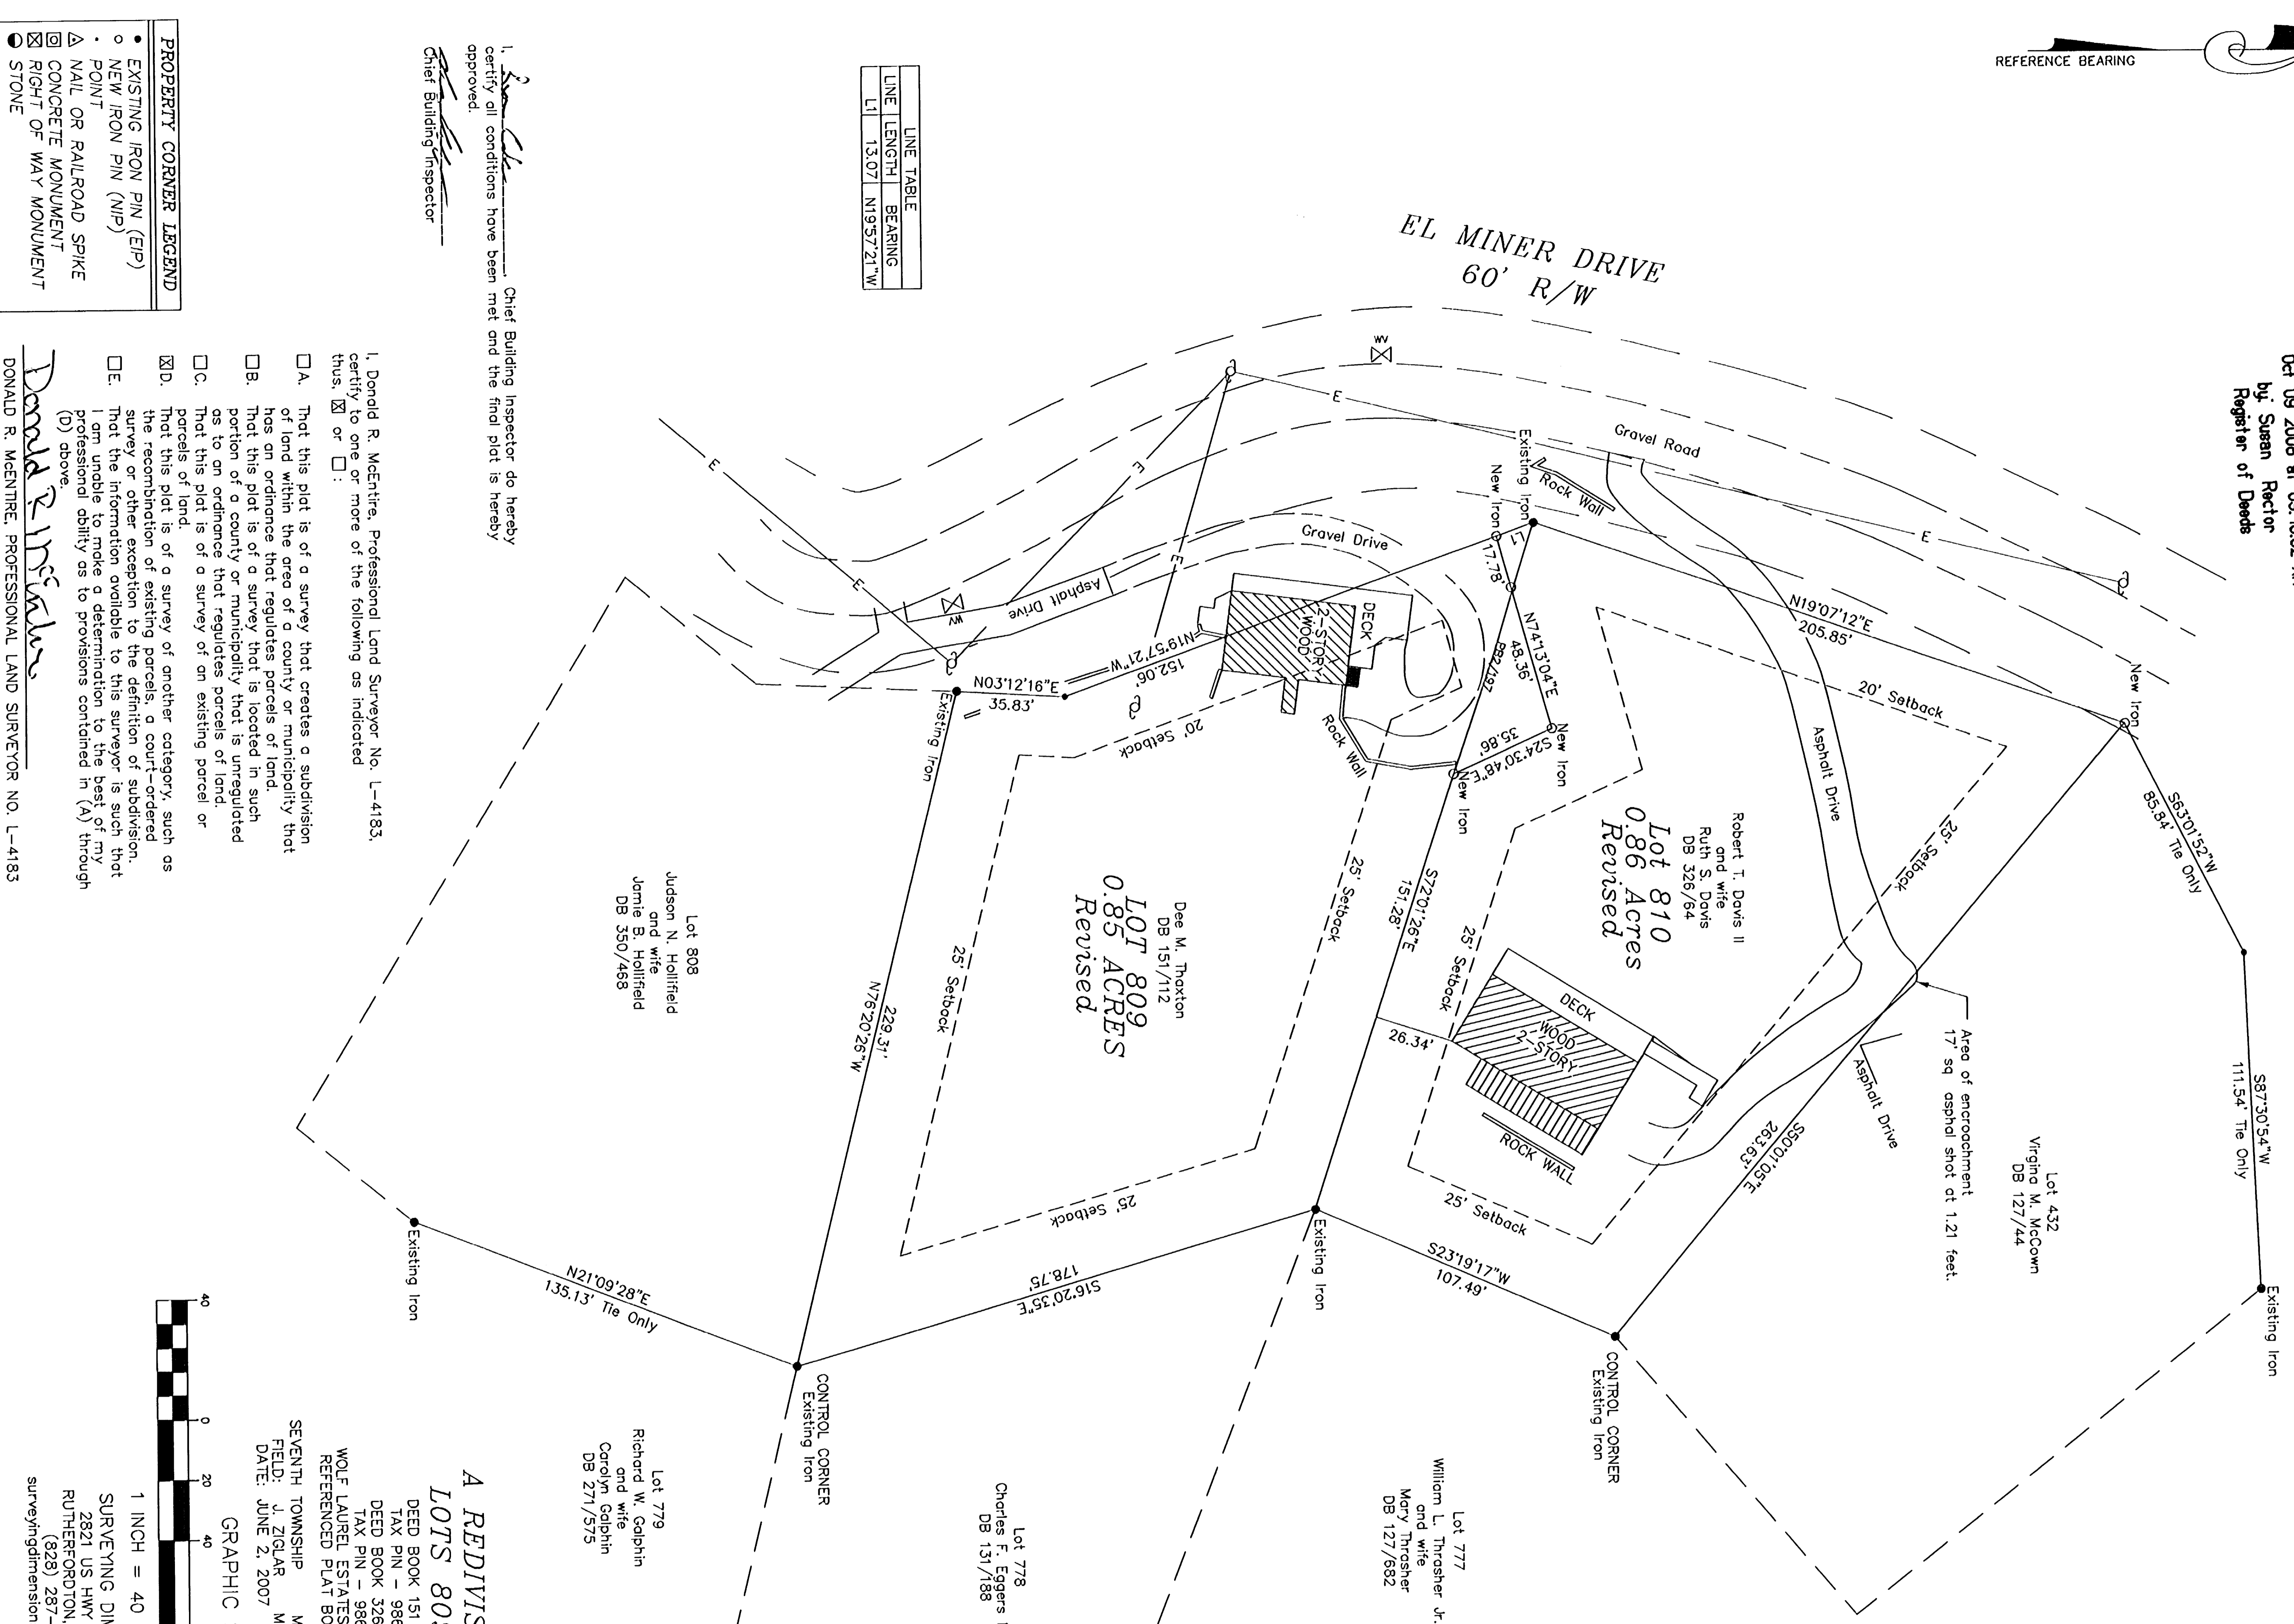 REFERENCE BEARING
by: Susan Rector
Register of Deeds
LINE TABLE
LINE LENGTH BEARING
L1 13.07 N19°57'21"W
EL MINER DRIVE
60' R/W
I, Chief Building Inspector do hereby
certify all conditions have been met and the final plat is hereby
approved.
Chief Building Inspector
PROPERTY CORNER LEGEND
EXISTING IRON PIN (EIP)
NEW IRON PIN (NIP)
POINT
NAIL OR RAILROAD SPIKE
CONCRETE MONUMENT
RIGHT OF WAY MONUMENT
STONE
I, Donald R. McEntire, Professional Land Surveyor No. L-4183,
certify to one or more of the following as indicated
thus, ☒ or ☐ :
☐ A. That this plat is of a survey that creates a subdivision
of land within the area of a county or municipality that
has an ordinance that regulates parcels of land.
☐ B. That this plat is of a survey that is located in such
portion of a county or municipality that is unregulated
as to an ordinance that regulates parcels of land.
☐ C. That this plat is of a survey of an existing parcel or
parcels of land.
☒ D. That this plat is of a survey of another category, such as
the recombination of existing parcels, a court-ordered
survey or other exception to the definition of subdivision.
☐ E. That the information available to this surveyor is such that
I am unable to make a determination to the best of my
professional ability as to provisions contained in (A) through
(D) above.
Donald R McEntire
DONALD R. McENTIRE, PROFESSIONAL LAND SURVEYOR NO. L-4183
WV
E
E
E
E
E
E
WV
Gravel Road
Existing Iron
New Iron
Rock Wall
L1
17.78'
Gravel Drive
Asphalt Drive
DECK
2-STORY
WOOD
N19°57'21"W
152.06'
N03°12'16"E
35.83'
Existing Iron
20' Setback
Rock Wall
N74°13'04"E
48.36'
PB2/197
S24°30'48"E
35.86'
New Iron
New Iron
N19°07'12"E
205.85'
20' Setback
New Iron
Asphalt Drive
25' Setback
S63°01'52"W
85.84' Tie Only
S87°30'54"W
111.54' Tie Only
Existing Iron
Robert T. Davis II
and wife
Ruth S. Davis
DB 326/64
Lot 810
0.86 Acres
Revised
25' Setback
S72°01'26"E
151.28'
25' Setback
26.34'
DECK
WOOD
2-STORY
ROCK WALL
25' Setback
Area of encroachment
17' sq asphal shot at 1.21 feet.
Asphalt Drive
S50°01'05"E
263.63'
Lot 432
Virgina M. McCown
DB 127/44
Dee M. Thaxton
DB 151/112
LOT 809
0.85 ACRES
Revised
25' Setback
25' Setback
229.31'
N76°20'26"W
Lot 808
Judson N. Hollifield
and wife
Jamie B. Hollifield
DB 350/468
Existing Iron
N21°09'28"E
135.13' Tie Only
S16°20'35"E
178.75'
Existing Iron
S23°19'17"W
107.49'
CONTROL CORNER
Existing Iron
CONTROL CORNER
Existing Iron
Lot 779
Richard W. Galphin
and wife
Carolyn Galphin
DB 271/575
Lot 778
Charles F. Eggers
DB 131/188
Lot 777
William L. Thrasher Jr.
and wife
Mary Thrasher
DB 127/682
A REDIVIS
LOTS 80
DEED BOOK 151
TAX PIN - 986
DEED BOOK 326
TAX PIN - 986
WOLF LAUREL ESTATES
REFERENCED PLAT BO
SEVENTH TOWNSHIP M
FIELD: J. ZIGLAR M
DATE: JUNE 2, 2007
GRAPHIC
40 0 20 40
1 INCH = 40
SURVEYING DI
2821 US HWY
RUTHERFORDTON,
(828) 287-
surveyingdimension